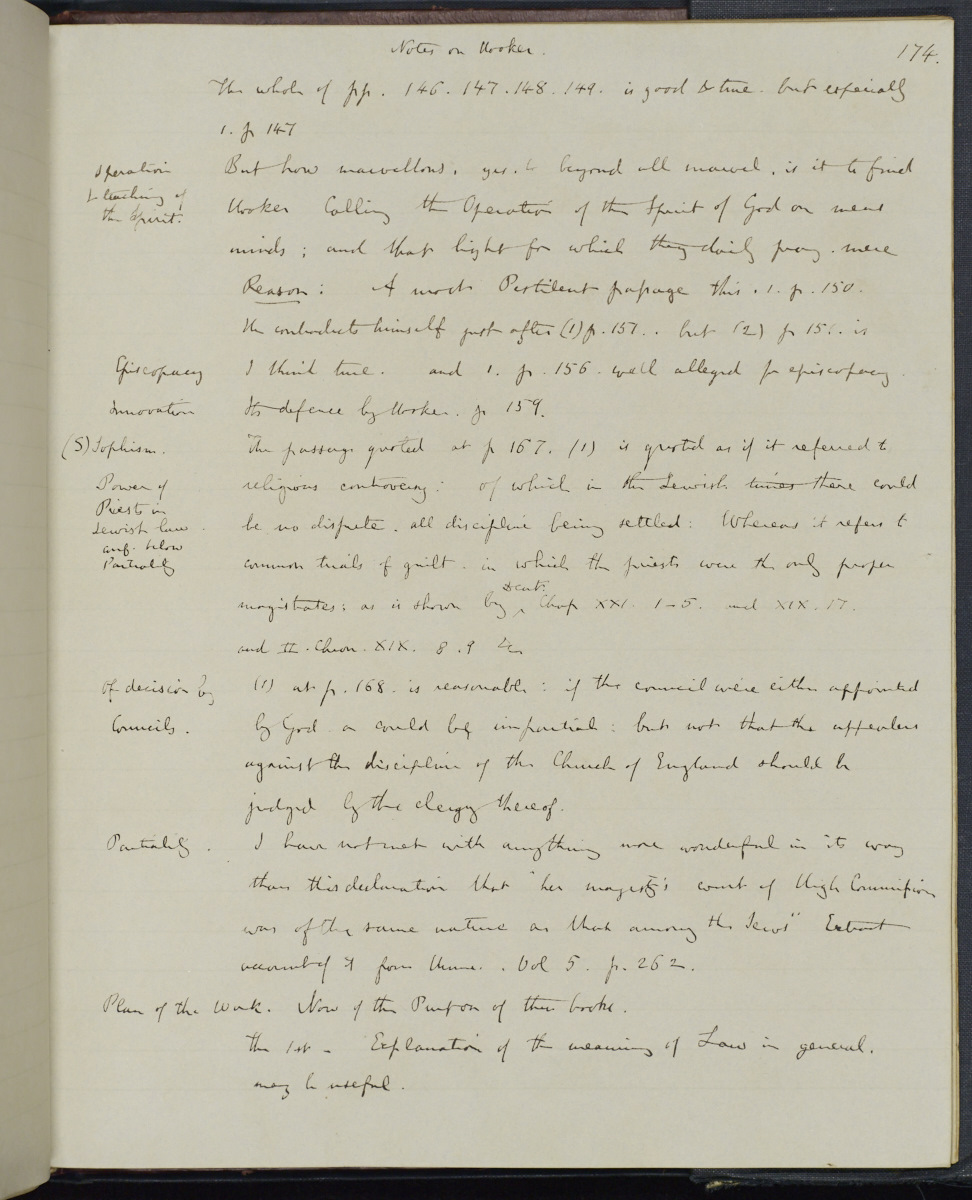 Notes on Hooker.
174.
The whole of pp. 146. 147. 148. 149. is good & true. but especially
1. p 147
Operation
& teaching of
the Spirit.
But how marvellous, yes. beyond all marvel, is it to find
Hooker Calling the Operation of the Spirit of God on mens
minds ; and that light for which they daily pray. mere
Reason : A most Pestilent passage this. 1. p. 150.
He contradicts himself just after (1) p. 151. . but (2) p 151. is
Episcopacy
I think true. and 1. p. 156. well alleged for episcopacy.
Innovation
Its defence by Hooker. p 159.
(S) Sophism.
The passage quoted at p 167. (1) is quoted as if it referred to
Power of
Priests in
Jewish law.
 below
Partiality
religious controversy : of which in the Jewish times there could
be no dispute. all discipline being settled : Whereas it refers to
common trials of guilt. in which the priests were the only proper
magistrates : as is shown by Deut. Chap XXI. 1-5. and XIX. 17.
and II. Chron. XIX. 8. 9 &c
Of decision by
Councils.
(1) at p. 168. is reasonable : if the council were either appointed
by God or could be impartial : but not that the appealers
against the discipline of the Church of England should be
judged by the clergy thereof.
Partiality.
I have not met with anything more wonderful in its way
than this declaration that "her majesty's court of High Commission
was of the same nature as that among the Jews" Extract
account of it from Hume. . Vol 5. p. 262.
Plan of the Work. Now of the Purpose of these books.
The 1st - Explanation of the meaning of Law in general.
may be useful.